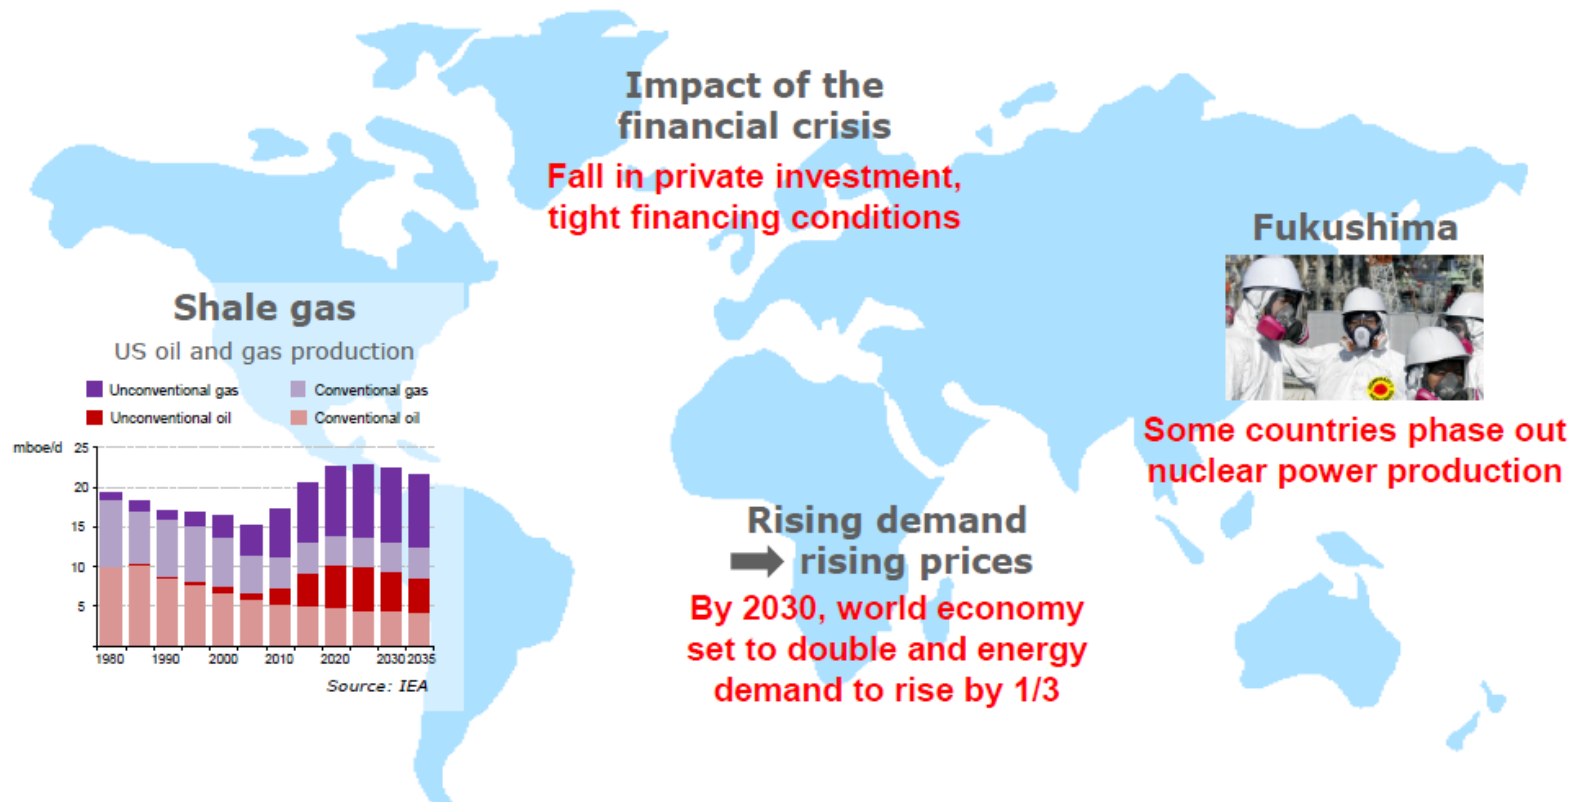 Impact of the
financial crisis
Fall in private investment,
tight financing conditions
Fukushima
Some countries phase out
nuclear power production
Shale gas
US oil and gas production
Unconventional gas
Conventional gas
Unconventional oil
Conventional oil
mboe/d
25
20
15
10
5
1980 1990 2000 2010 2020 2030 2035
Source: IEA
Rising demand
rising prices
By 2030, world economy
set to double and energy
demand to rise by 1/3